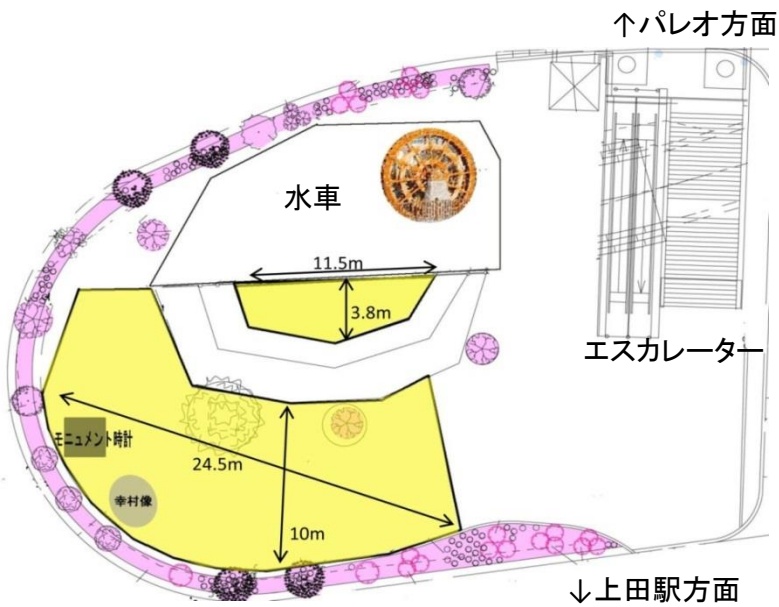 ↑パレオ方面
水車
11.5m
3.8m
エスカレーター
モニュメント時計
24.5m
幸村像
10m
↓上田駅方面